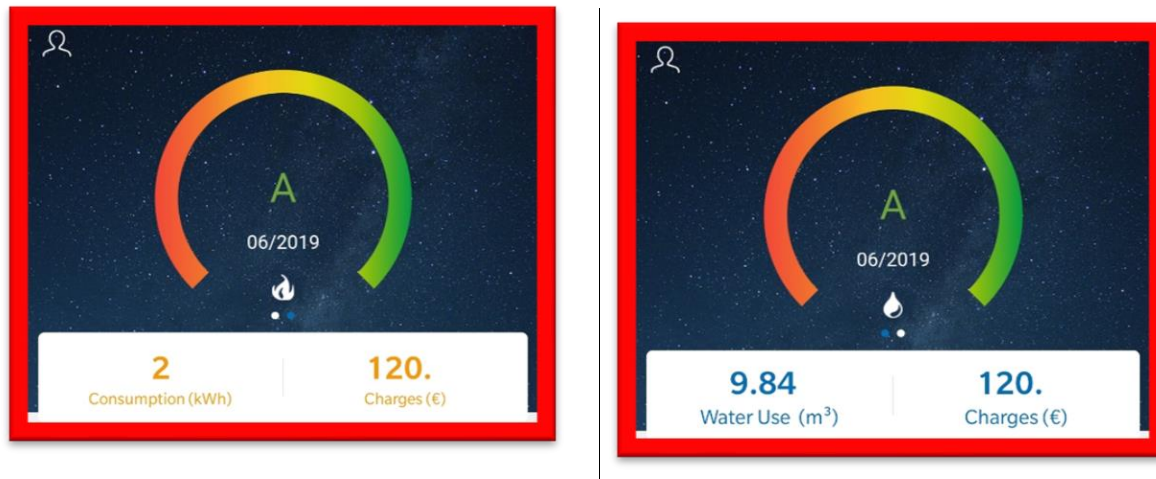 A
06/2019
2
Consumption (kWh)
120.
Charges (€)
A
06/2019
9.84
Water Use (m³)
120.
Charges (€)